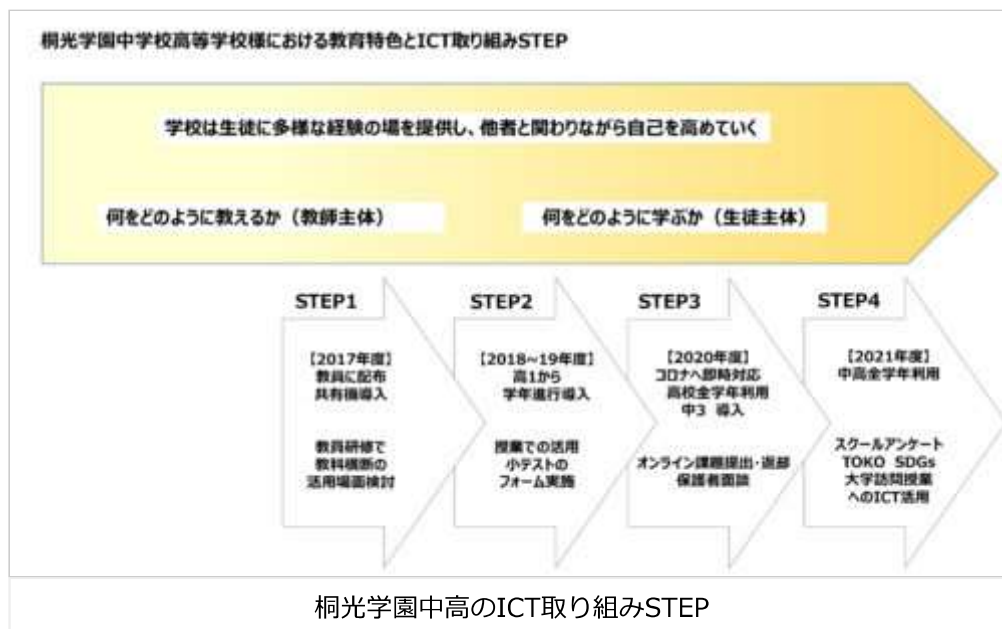 桐光学園中学校高等学校様における教育特色とICT取り組みSTEP
学校は生徒に多様な経験の場を提供し、他者と関わりながら自己を高めていく
何をどのように教えるか（教師主体）
何をどのように学ぶか（生徒主体）
STEP1
【2017年度】
教員に配布
共有機導入
教員研修で
教科横断の
活用場面検討
STEP2
【2018~19年度】
高1から
学年進行導入
授業での活用
小テストの
フォーム実施
STEP3
【2020年度】
コロナへ即時対応
高校全学年利用
中3 導入
オンライン課題提出・返却
保護者面談
STEP4
【2021年度】
中高全学年利用
スクールアンケート
TOKO SDGs
大学訪問授業
へのICT活用
桐光学園中高のICT取り組みSTEP